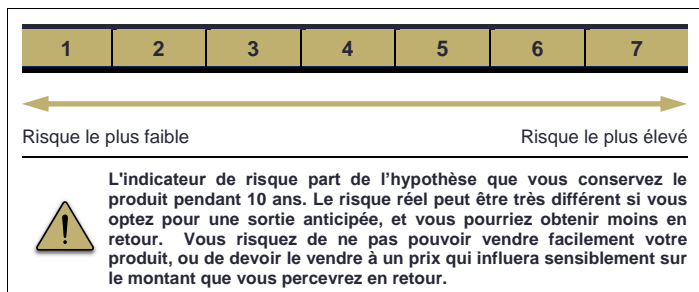 1 2 3 4 5 6 7
Risque le plus faible Risque le plus élevé
L'indicateur de risque part de l’hypothèse que vous conservez le
produit pendant 10 ans. Le risque réel peut être très différent si vous
optez pour une sortie anticipée, et vous pourriez obtenir moins en
retour. Vous risquez de ne pas pouvoir vendre facilement votre
produit, ou de devoir le vendre à un prix qui influera sensiblement sur
le montant que vous percevrez en retour.